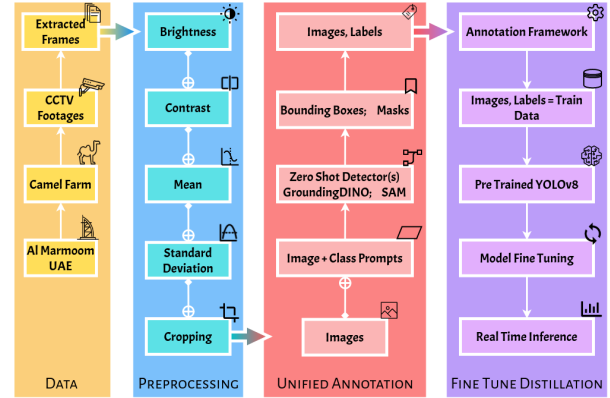 Extracted
Frames
CCTV
Footages
Camel Farm
Al Marmoom
UAE
DATA
Brightness
Contrast
Mean
Standard
Deviation
Cropping
PREPROCESSING
Images, Labels
Bounding Boxes; Masks
Zero Shot Detector(s)
GroundingDINO; SAM
Image + Class Prompts
Images
UNIFIED ANNOTATION
Annotation Framework
Images, Labels = Train
Data
Pre Trained YOLOv8
Model Fine Tuning
Real Time Inference
FINE TUNE DISTILLATION